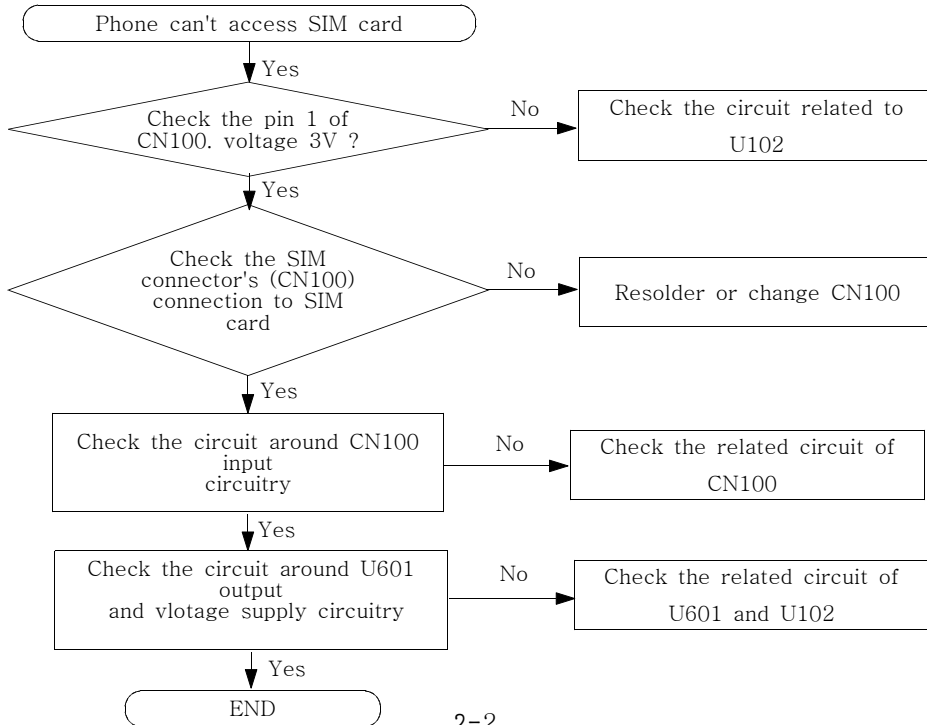 Phone can't access SIM card
Yes
Check the pin 1 of
CN100. voltage 3V ?
No
Check the circuit related to
U102
Yes
Check the SIM
connector's (CN100)
connection to SIM
card
No
Resolder or change CN100
Yes
Check the circuit around CN100
input
circuitry
No
Check the related circuit of
CN100
Yes
Check the circuit around U601
output
and vlotage supply circuitry
No
Check the related circuit of
U601 and U102
Yes
END
2-2